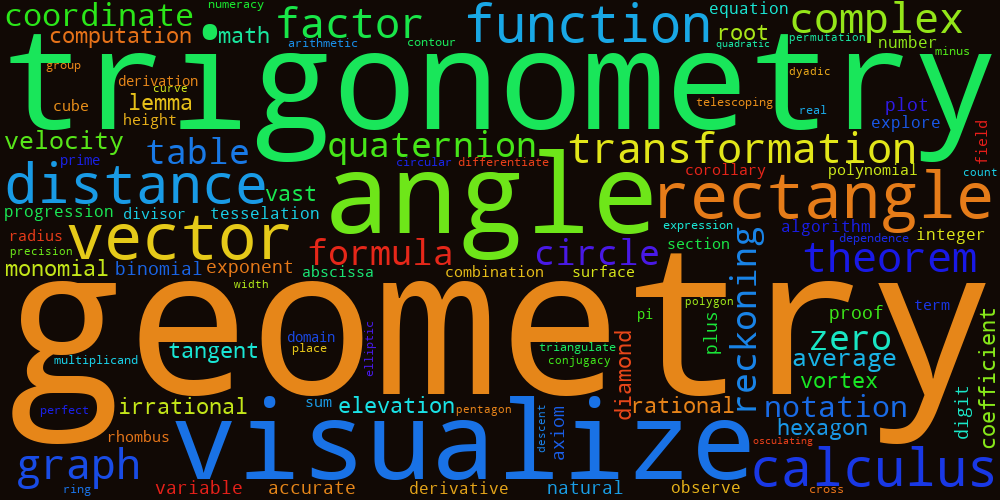 numeracy
coordinate
factor
function
equation
complex
computation
math
arithmetic
contour
root
quadratic
permutation
number
minus
trigonometry
group
derivation
curve
cube
lemma
height
dyadic
telescoping
real
plot
explore
field
velocity
table
quaternion
transformation
prime
circular
differentiate
corollary
polynomial
count
distance
vast
angle
rectangle
progression
divisor
tesselation
expression
algorithm
radius
precision
vector
formula
circle
section
dependence
integer
theorem
monomial
binomial
exponent
abscissa
combination
surface
width
reckoning
geometry
polygon
pi
plus
proof
term
domain
place
elliptic
tangent
multiplicand
triangulate
conjugacy
diamond
zero
average
vortex
coefficient
perfect
irrational
sum
elevation
pentagon
rational
notation
digit
hexagon
rhombus
visualize
descent
axiom
osculating
graph
calculus
ring
variable
accurate
derivative
natural
observe
cross